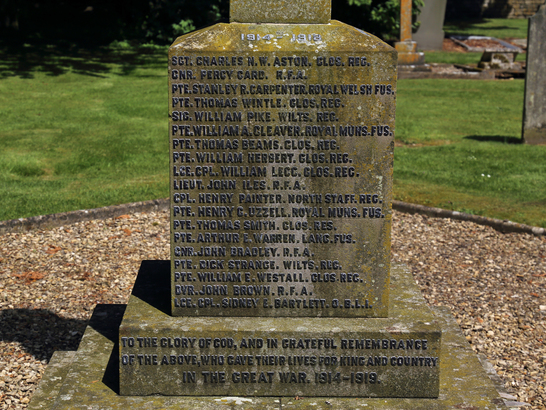 1914-1918
SGT. CHARLES N.W. ASTON, GLOS. REG.
GNR. PERCY CARD, R.F.A.
PTE. STANLEY R. CARPENTER. ROYAL WELSH FUS.
PTE. THOMAS WINTLE, GLOS. REG.
SIG. WILLIAM PIKE, WILTS. REG.
PTE. WILLIAM A. CLEAVER, ROYAL MUNS. FUS.
PTE. THOMAS BEAMS, GLOS. REG.
PTE. WILLIAM HERBERT, GLOS. REG.
LCE. CPL. WILLIAM LEGG, GLOS. REG.
LIEUT. JOHN ILES, R.F.A.
CPL. HENRY PAINTER, NORTH STAFF. REG.
PTE. HENRY G. UZZELL, ROYAL MUNS. FUS.
PTE. THOMAS SMITH, GLOS. RES.
PTE. ARTHUR E. WARREN, LANC. FUS.
GNR. JOHN BRADLEY, R.F.A.
PTE. DICK STRANGE, WILTS. REG.
PTE. WILLIAM E. WESTALL, GLOS. REG.
DVR. JOHN BROWN, R.F.A.
LCE. CPL. SIDNEY E. BARTLETT, O.B.L.I.
TO THE GLORY OF GOD, AND IN GRATEFUL REMEMBRANCE
OF THE ABOVE, WHO GAVE THEIR LIVES FOR KING AND COUNTRY
IN THE GREAT WAR. 1914-1919.